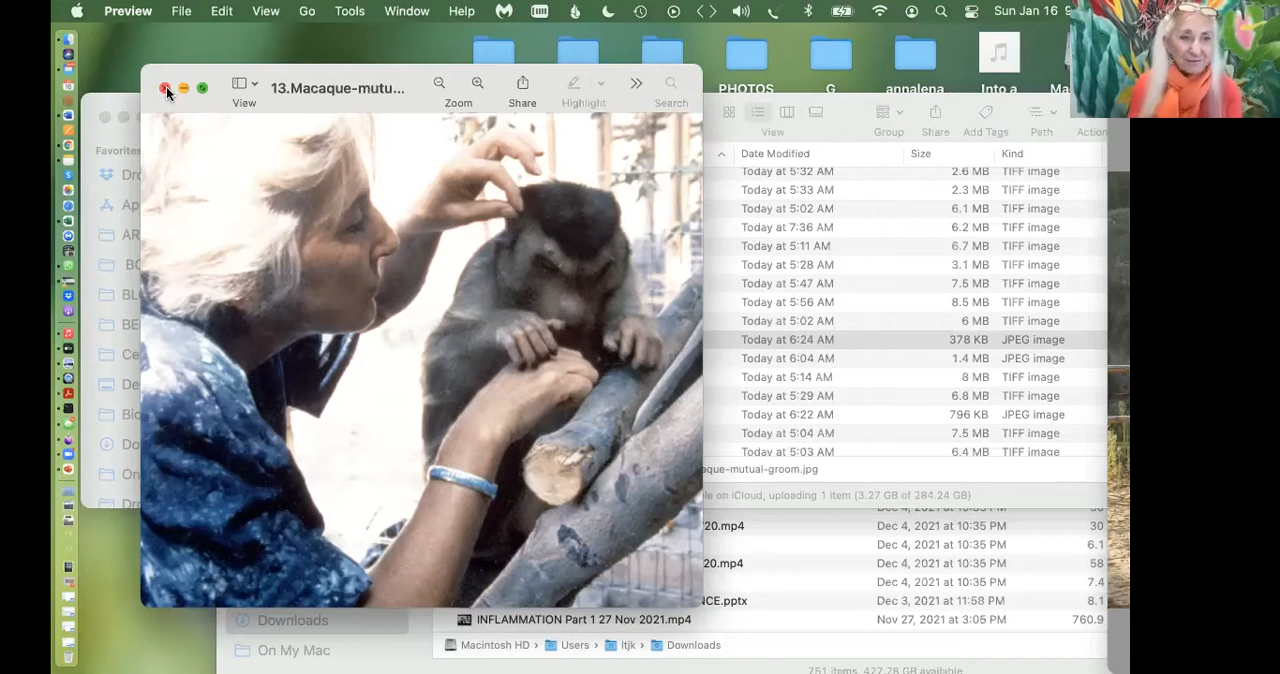 Preview File Edit View Go Tools Window Help Sun Jan 16 9
PHOTOS G annalena Into a Ma
13.Macaque-mutu...
View Zoom Share Highlight Search
View Group Share Add Tags Path Action
Favorites
Date Modified Size Kind
Today at 5:32 AM 2.6 MB TIFF image
Today at 5:33 AM 2.3 MB TIFF image
Today at 5:02 AM 6.1 MB TIFF image
Today at 7:36 AM 6.2 MB TIFF image
Today at 5:11 AM 6.7 MB TIFF image
Today at 5:28 AM 3.1 MB TIFF image
Today at 5:47 AM 7.5 MB TIFF image
Today at 5:56 AM 8.5 MB TIFF image
Today at 5:02 AM 6 MB TIFF image
Today at 6:24 AM 378 KB JPEG image
Today at 6:04 AM 1.4 MB JPEG image
Today at 5:14 AM 8 MB TIFF image
Today at 5:29 AM 6.8 MB TIFF image
Today at 6:22 AM 796 KB JPEG image
Today at 5:04 AM 7.5 MB TIFF image
Today at 5:03 AM 6.4 MB TIFF image
Dro
Ap
AR
BC
BL
BE
Ce
De
Bio
Do
On
Dro
aque-mutual-groom.jpg
le on iCloud, uploading 1 item (3.27 GB of 284.24 GB)
20.mp4 Dec 4, 2021 at 10:35 PM 30
Dec 4, 2021 at 10:35 PM 6.1
20.mp4 Dec 4, 2021 at 10:35 PM 58
Dec 4, 2021 at 10:35 PM 7.4
NCE.pptx Dec 3, 2021 at 11:58 PM 8.1
INFLAMMATION Part 1 27 Nov 2021.mp4 Nov 27, 2021 at 3:05 PM 760.9
Downloads
On My Mac
Macintosh HD › Users › ltjk › Downloads
751 items, 427.78 GB available